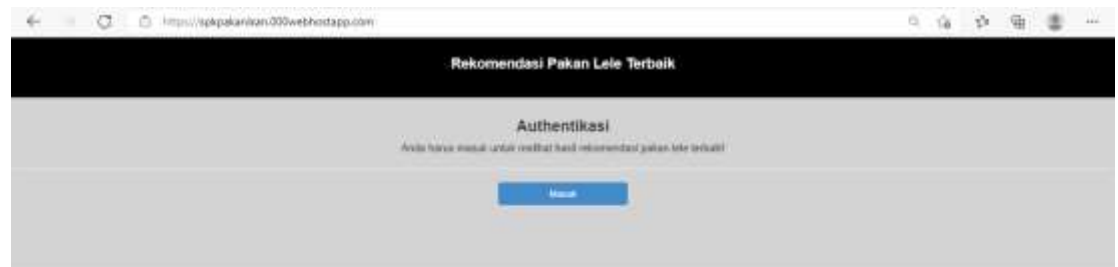 https://spkpakanikan.000webhostapp.com
Rekomendasi Pakan Lele Terbaik
Authentikasi
Anda harus masuk untuk melihat hasil rekomendasi pakan lele terbaik!
Masuk